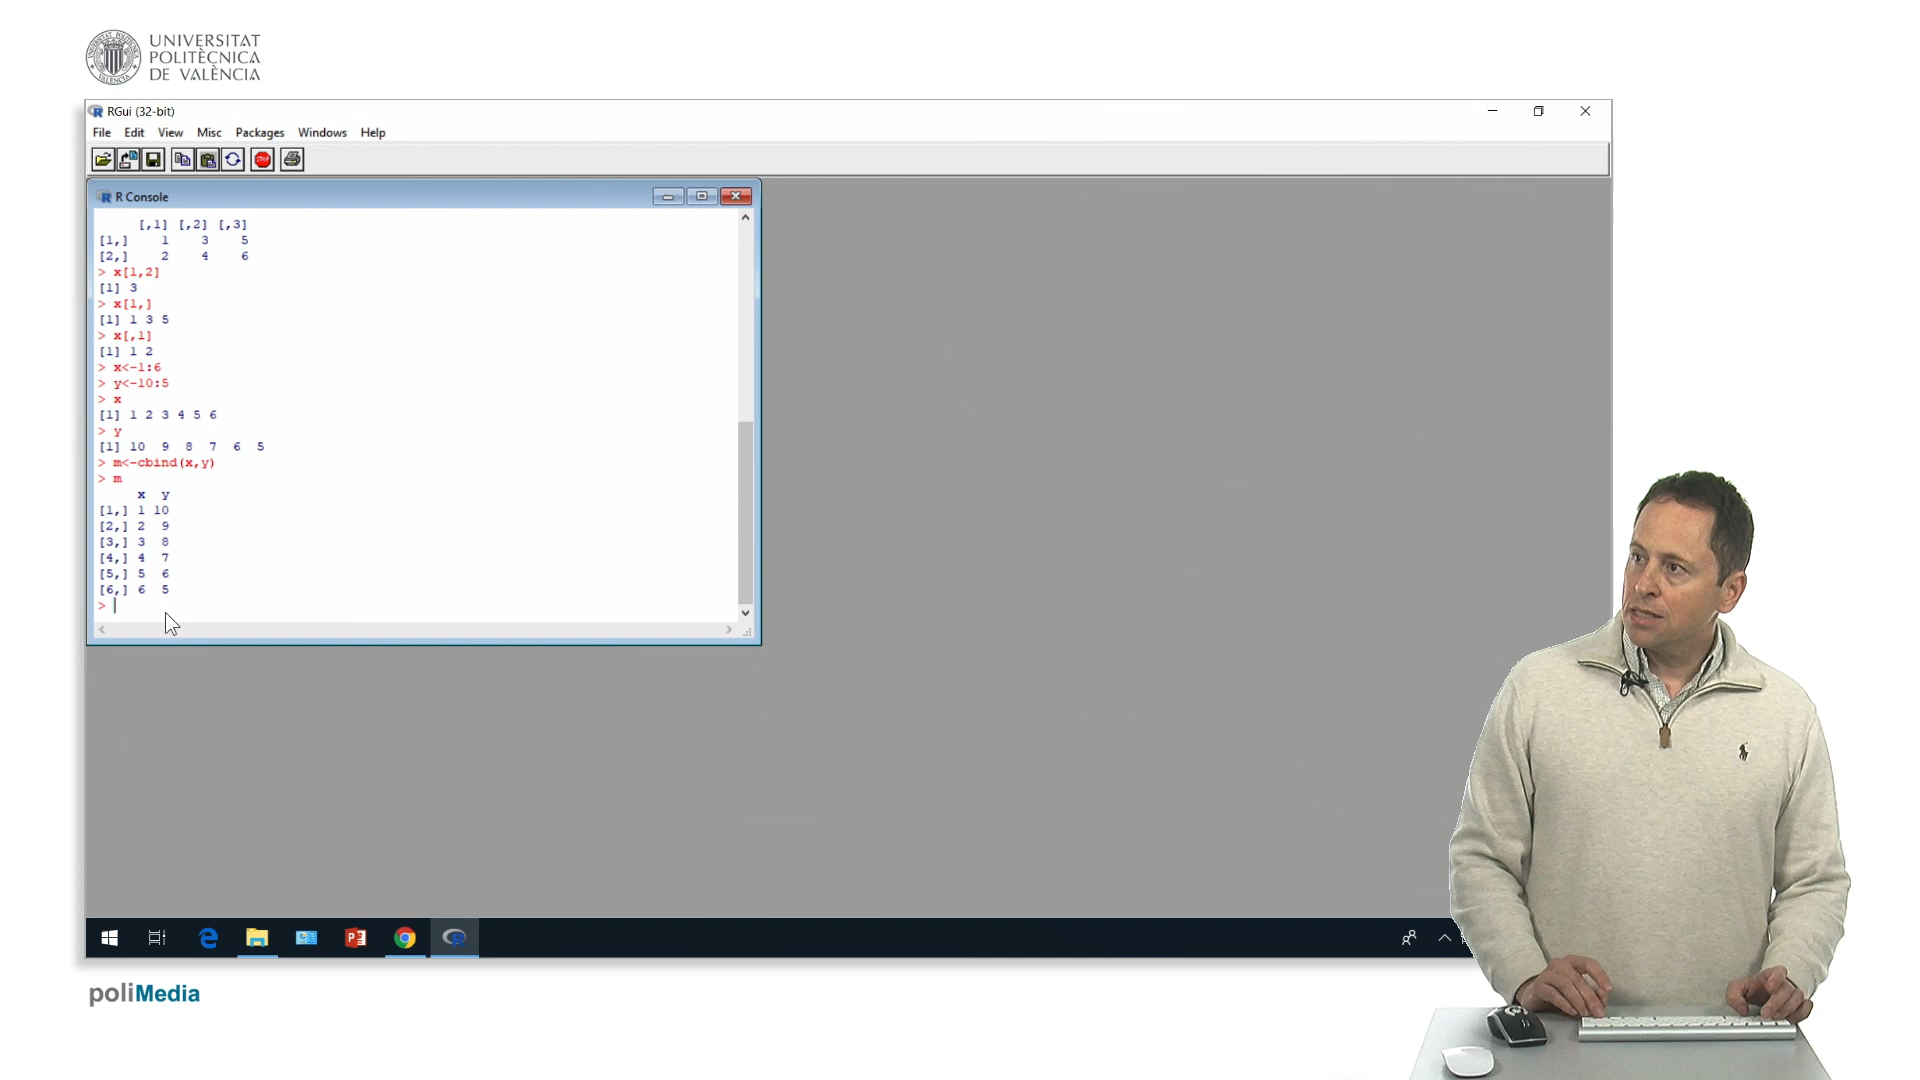 UNIVERSITAT
POLITÈCNICA
DE VALÈNCIA
RGui (32-bit)
File Edit View Misc Packages Windows Help
STOP
R Console
[,1] [,2] [,3]
[1,] 1 3 5
[2,] 2 4 6
> x[1,2]
[1] 3
> x[1,]
[1] 1 3 5
> x[,1]
[1] 1 2
> x<-1:6
> y<-10:5
> x
[1] 1 2 3 4 5 6
> y
[1] 10 9 8 7 6 5
> m<-cbind(x,y)
> m
x y
[1,] 1 10
[2,] 2 9
[3,] 3 8
[4,] 4 7
[5,] 5 6
[6,] 6 5
>
poliMedia